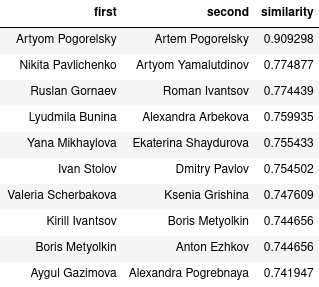 first second similarity
Artyom Pogorelsky Artem Pogorelsky 0.909298
Nikita Pavlichenko Artyom Yamalutdinov 0.774877
Ruslan Gornaev Roman Ivantsov 0.774439
Lyudmila Bunina Alexandra Arbekova 0.759935
Yana Mikhaylova Ekaterina Shaydurova 0.755433
Ivan Stolov Dmitry Pavlov 0.754502
Valeria Scherbakova Ksenia Grishina 0.747609
Kirill Ivantsov Boris Metyolkin 0.744656
Boris Metyolkin Anton Ezhkov 0.744656
Aygul Gazimova Alexandra Pogrebnaya 0.741947